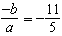 -b/a = -11/5